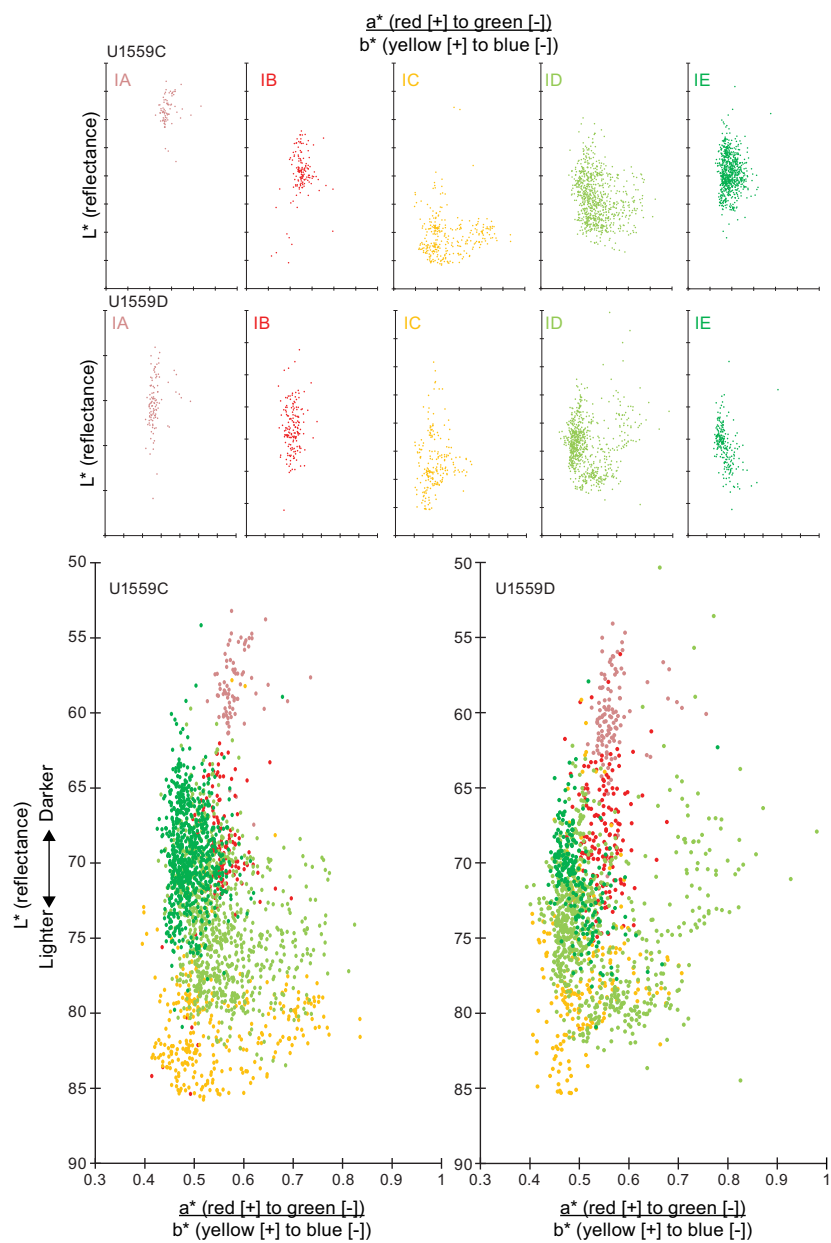 a* (red [+] to green [-])
b* (yellow [+] to blue [-])
U1559C
IA IB IC ID IE
L* (reflectance)
U1559D
IA IB IC ID IE
L* (reflectance)
50 50
U1559C U1559D
55 55
60 60
65 65
70 70
75 75
80 80
85 85
90 90
L* (reflectance)
Lighter Darker
0.3 0.4 0.5 0.6 0.7 0.8 0.9 1 0.3 0.4 0.5 0.6 0.7 0.8 0.9 1
a* (red [+] to green [-]) a* (red [+] to green [-])
b* (yellow [+] to blue [-]) b* (yellow [+] to blue [-])